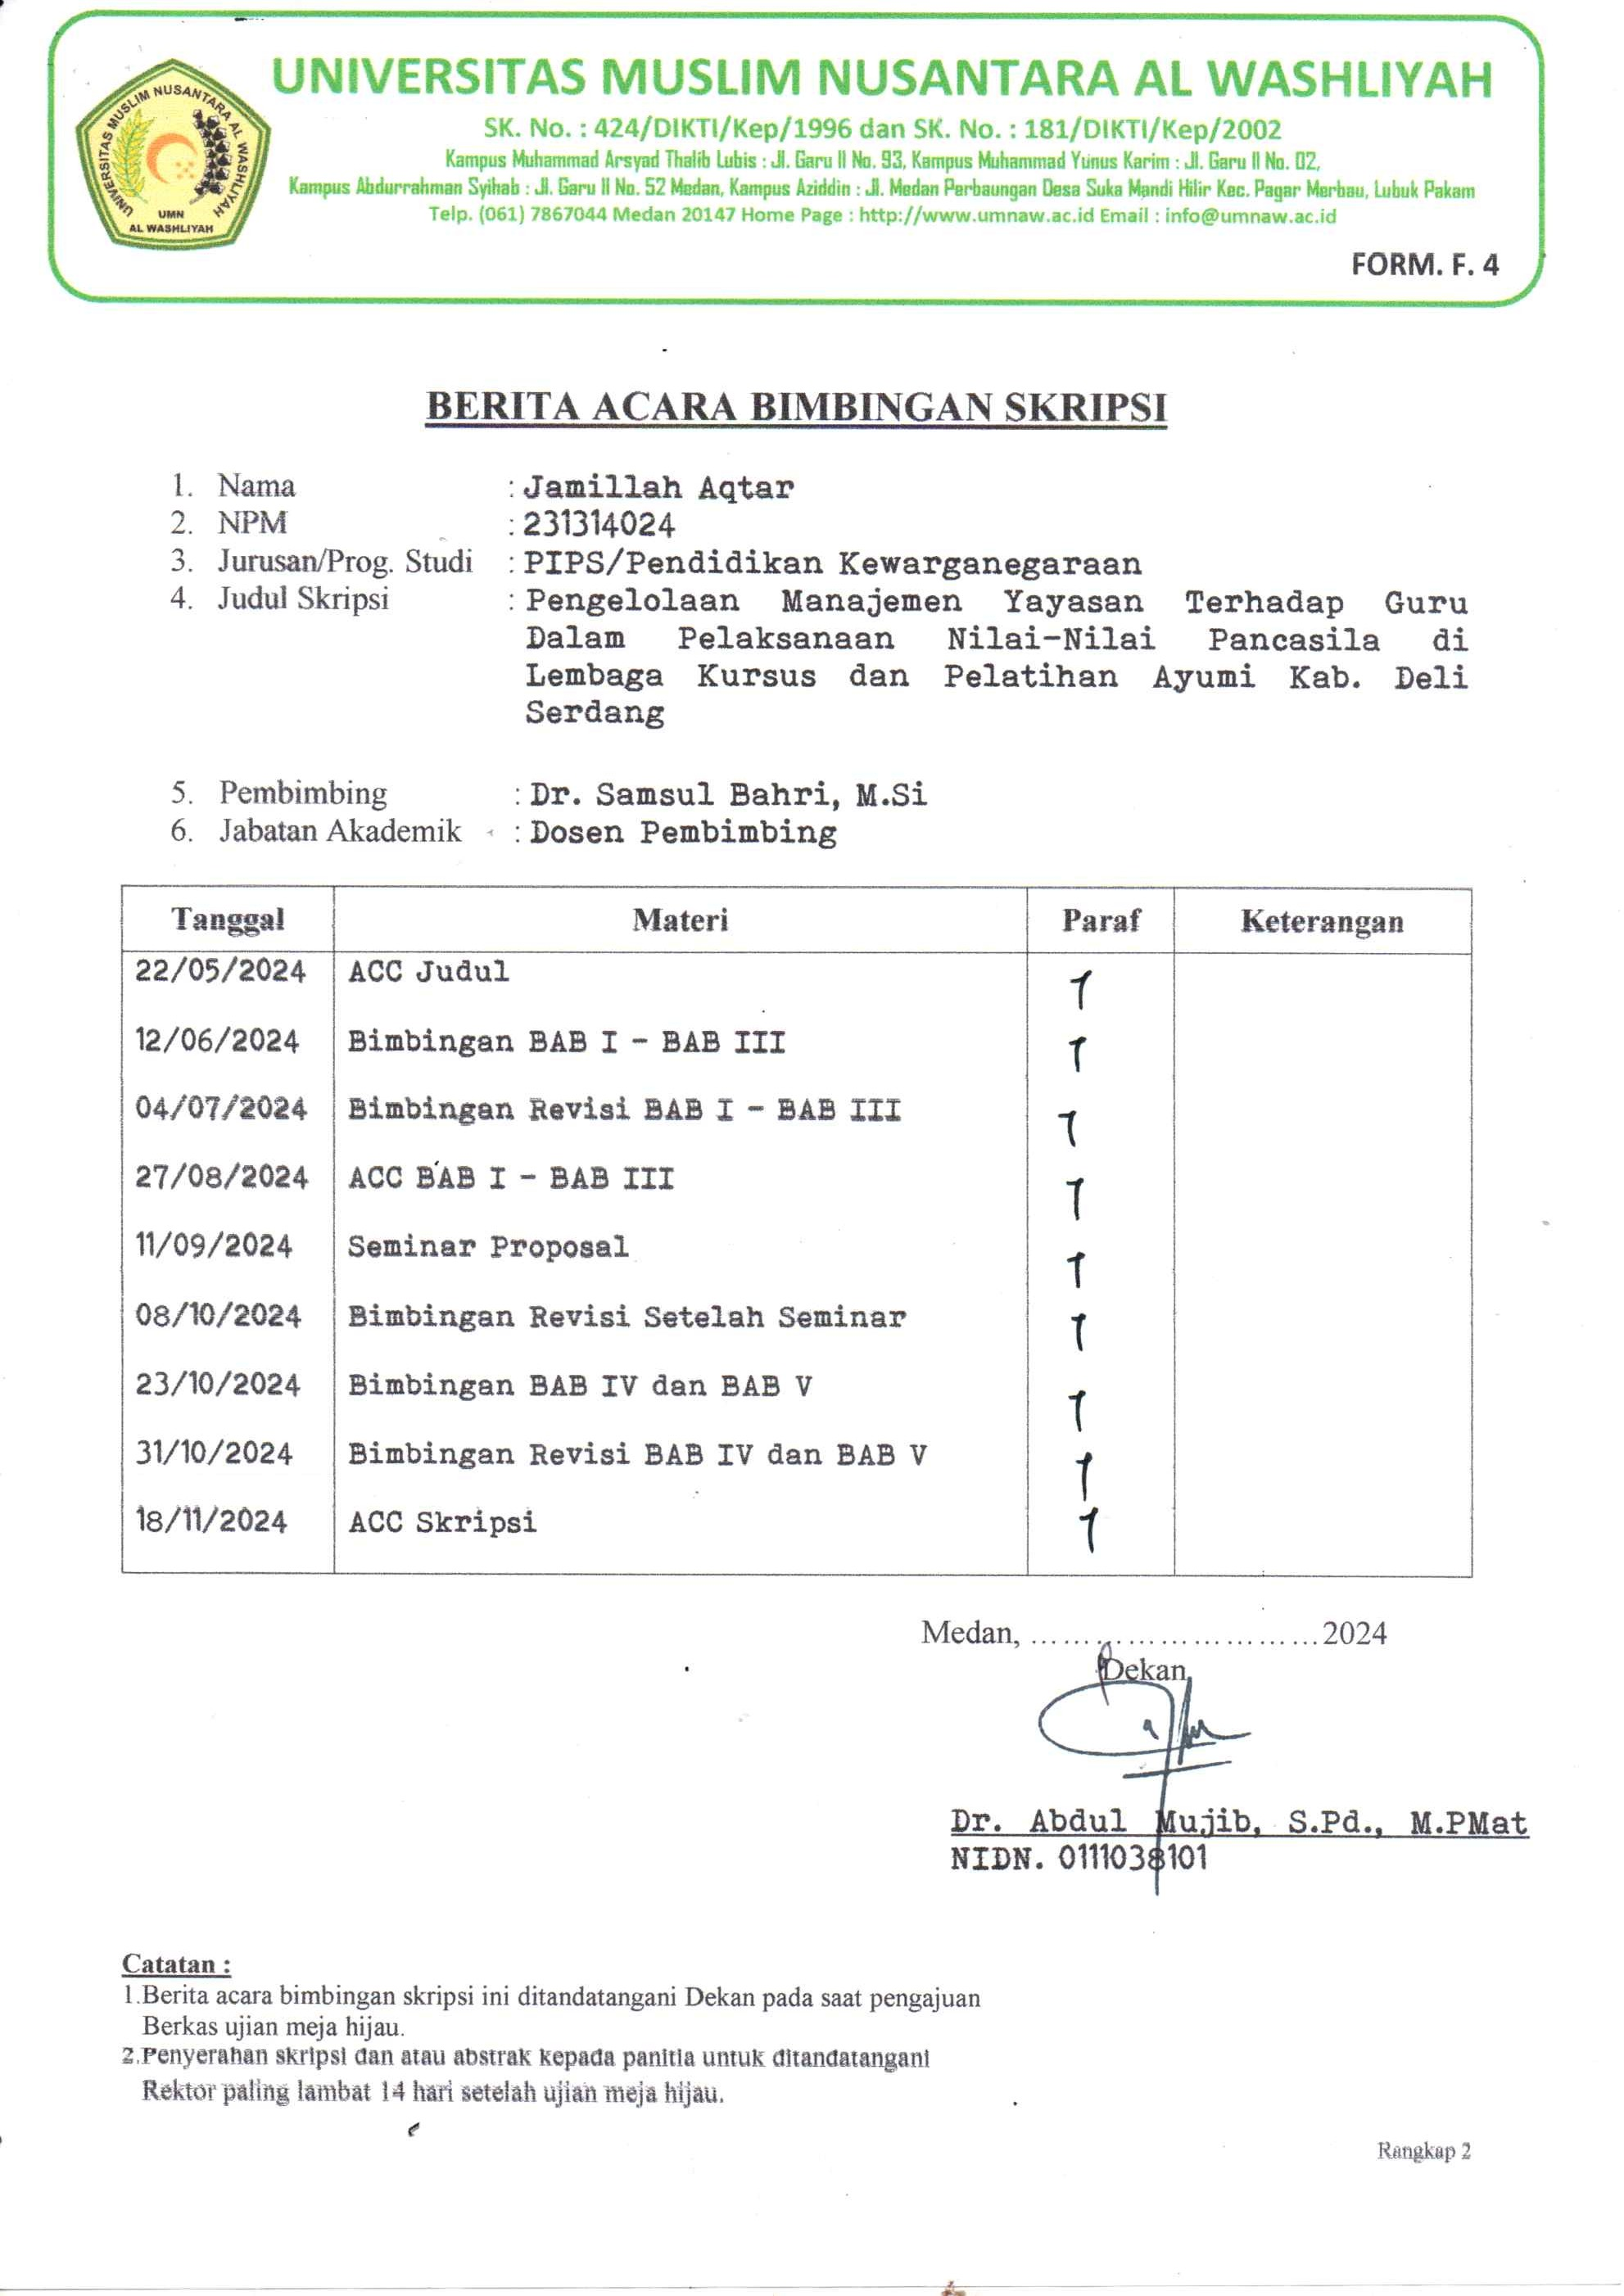 UNIVERSITAS MUSLIM NUSANTARA AL WASHLIYAH
UMN
AL WASHLIYAH
UNIVERSITAS MUSLIM NUSANTARA AL WASHLIYAH
SK. No. : 424/DIKTI/Kep/1996 dan SK. No. : 181/DIKTI/Kep/2002
Kampus Muhammad Arsyad Thalib Lubis : Jl. Garu II No. 93, Kampus Muhammad Yunus Karim : Jl. Garu II No. 02,
Kampus Abdurrahman Syihab : Jl. Garu II No. 52 Medan, Kampus Aziddin : Jl. Medan Perbaungan Desa Suka Mandi Hilir Kec. Pagar Merbau, Lubuk Pakam
Telp. (061) 7867044 Medan 20147 Home Page : http://www.umnaw.ac.id Email : info@umnaw.ac.id
FORM. F. 4
BERITA ACARA BIMBINGAN SKRIPSI
1. Nama : Jamillah Aqtar
2. NPM : 231314024
3. Jurusan/Prog. Studi : PIPS/Pendidikan Kewarganegaraan
4. Judul Skripsi : Pengelolaan Manajemen Yayasan Terhadap Guru
Dalam Pelaksanaan Nilai-Nilai Pancasila di
Lembaga Kursus dan Pelatihan Ayumi Kab. Deli
Serdang
5. Pembimbing : Dr. Samsul Bahri, M.Si
6. Jabatan Akademik : Dosen Pembimbing
Tanggal Materi Paraf Keterangan
22/05/2024 ACC Judul
12/06/2024 Bimbingan BAB I - BAB III
04/07/2024 Bimbingan Revisi BAB I - BAB III
27/08/2024 ACC BAB I - BAB III
11/09/2024 Seminar Proposal
08/10/2024 Bimbingan Revisi Setelah Seminar
23/10/2024 Bimbingan BAB IV dan BAB V
31/10/2024 Bimbingan Revisi BAB IV dan BAB V
18/11/2024 ACC Skripsi
Medan, ...........................2024
Dekan,
Dr. Abdul Mujib, S.Pd., M.PMat
NIDN. 0111038101
Catatan :
1.Berita acara bimbingan skripsi ini ditandatangani Dekan pada saat pengajuan
Berkas ujian meja hijau.
2.Penyerahan skripsi dan atau abstrak kepada panitia untuk ditandatangani
Rektor paling lambat 14 hari setelah ujian meja hijau.
Rangkap 2